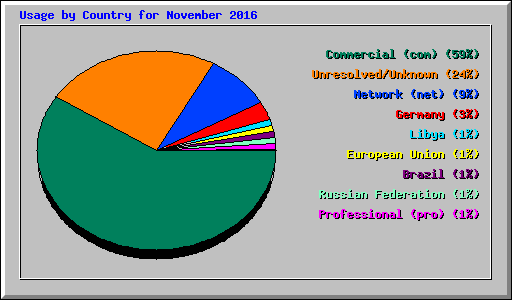 Usage by Country for November 2016
Commercial (com) (59%)
Unresolved/Unknown (24%)
Network (net) (9%)
Germany (3%)
Libya (1%)
European Union (1%)
Brazil (1%)
Russian Federation (1%)
Professional (pro) (1%)